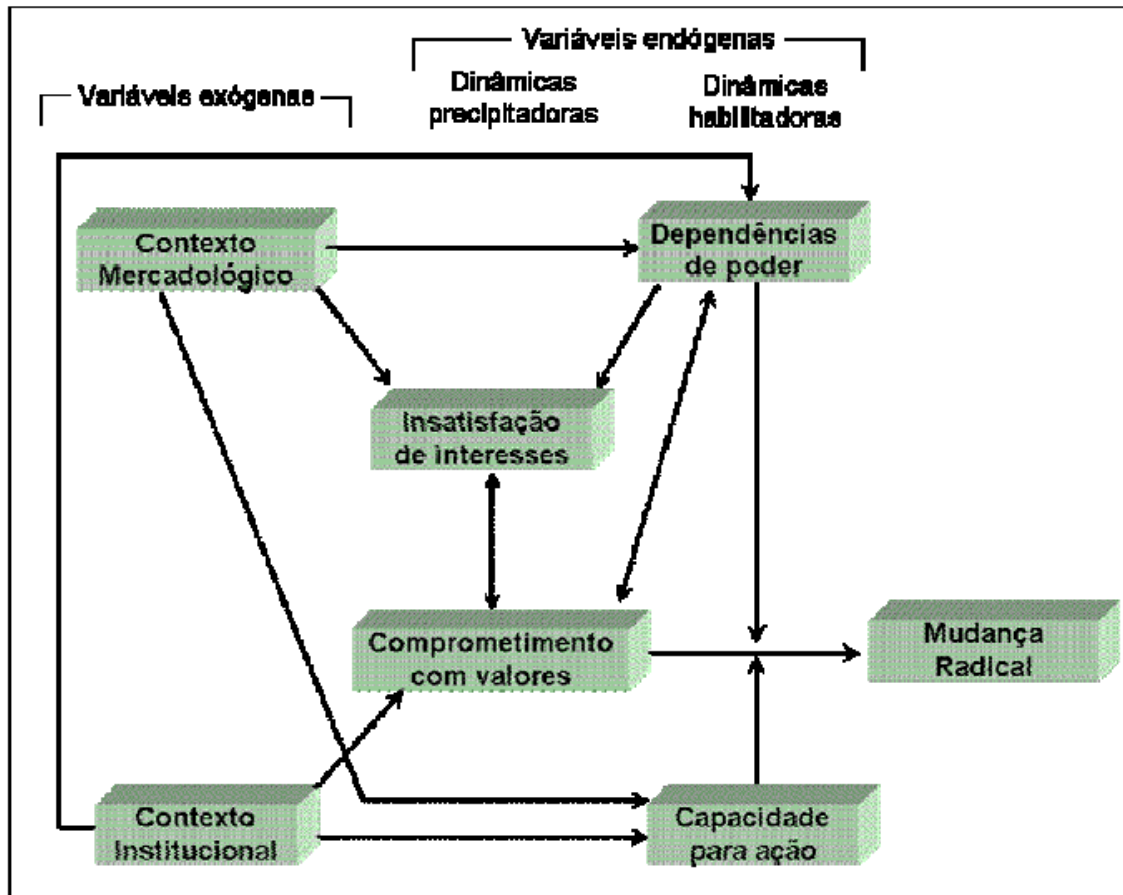 Variáveis endógenas
Variáveis exógenas
Dinâmicas
precipitadoras
Dinâmicas
habilitadoras
Contexto
Mercadológico
Dependências
de poder
Insatisfação
de interesses
Comprometimento
com valores
Mudança
Radical
Contexto
Institucional
Capacidade
para ação